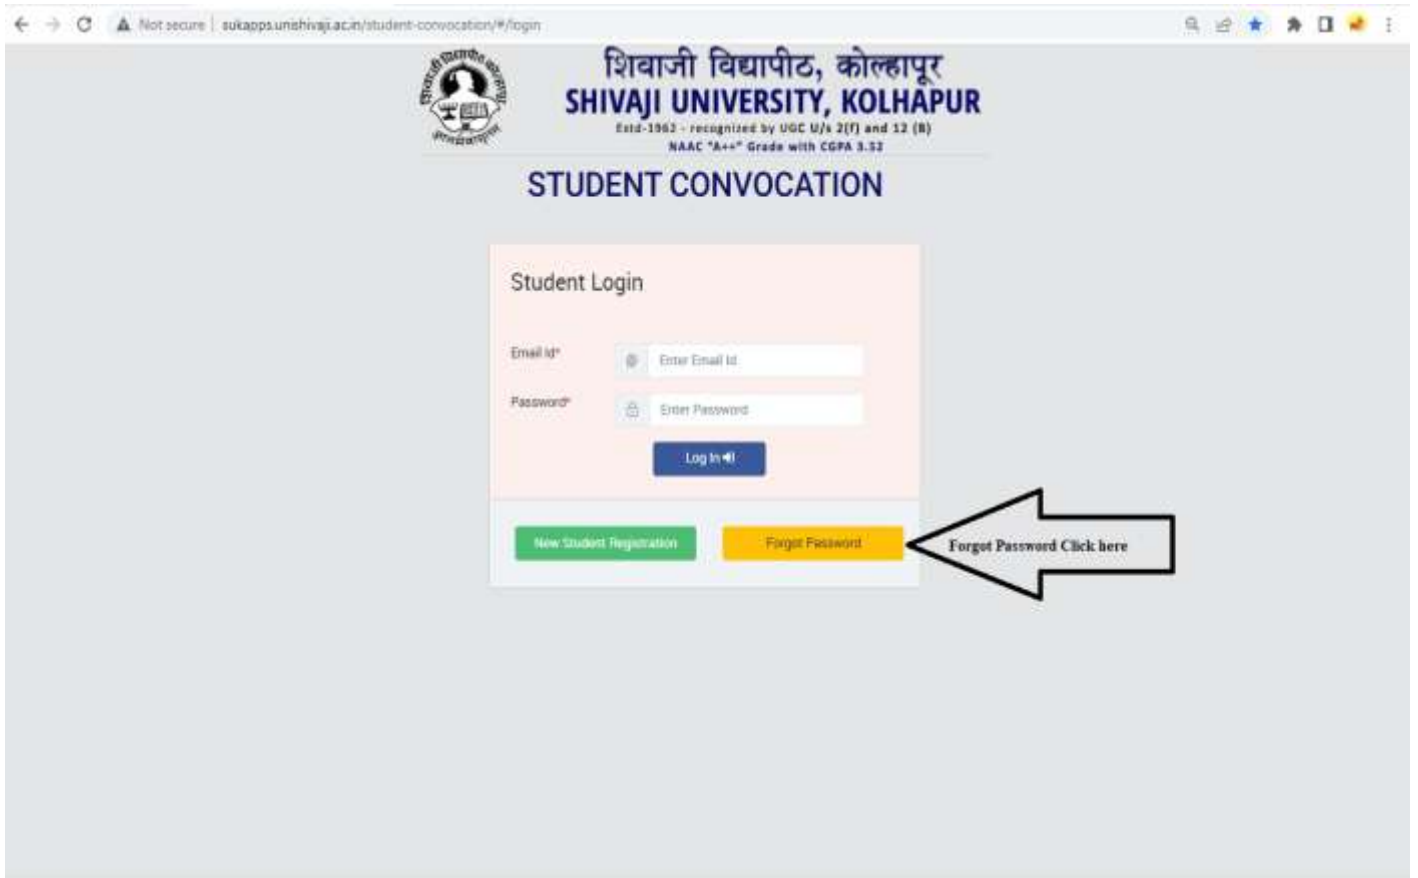 Not secure | sukapps.unishivaji.ac.in/student-convocation/#/login
शिवाजी विद्यापीठ, कोल्हापूर
SHIVAJI UNIVERSITY, KOLHAPUR
Estd-1962 - recognized by UGC U/s 2(f) and 12 (B)
NAAC "A++" Grade with CGPA 3.52
STUDENT CONVOCATION
Student Login
Email Id*
Enter Email Id
Password*
Enter Password
Log In
New Student Registration
Forgot Password
Forgot Password Click here